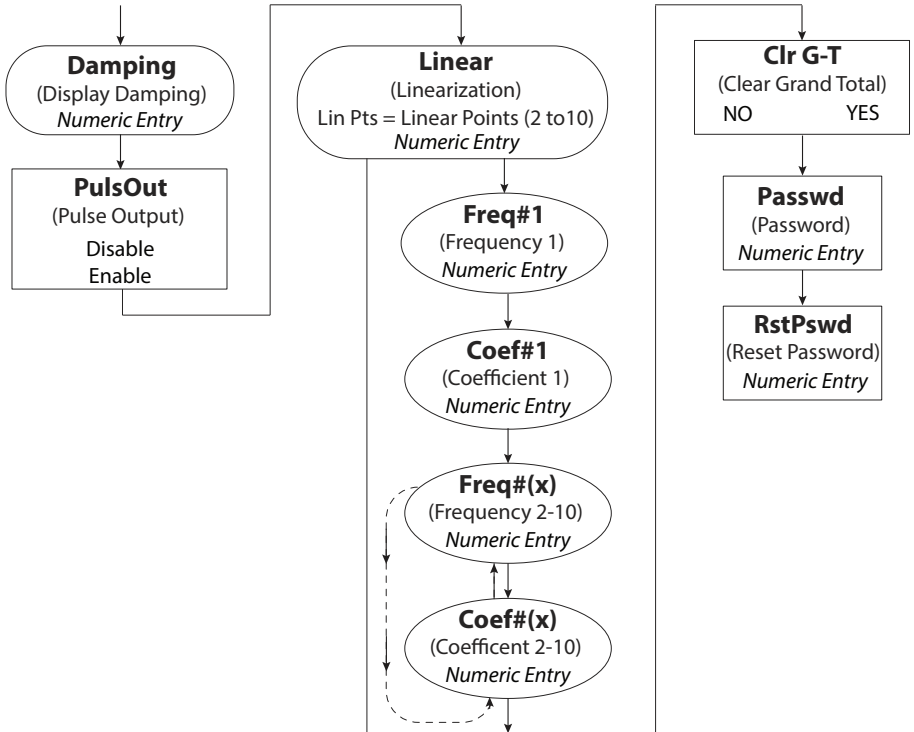 Damping
(Display Damping)
Numeric Entry
PulsOut
(Pulse Output)
Disable
Enable
Linear
(Linearization)
Lin Pts = Linear Points (2 to10)
Numeric Entry
Freq#1
(Frequency 1)
Numeric Entry
Coef#1
(Coefficient 1)
Numeric Entry
Freq#(x)
(Frequency 2-10)
Numeric Entry
Coef#(x)
(Coefficent 2-10)
Numeric Entry
Clr G-T
(Clear Grand Total)
NO YES
Passwd
(Password)
Numeric Entry
RstPswd
(Reset Password)
Numeric Entry